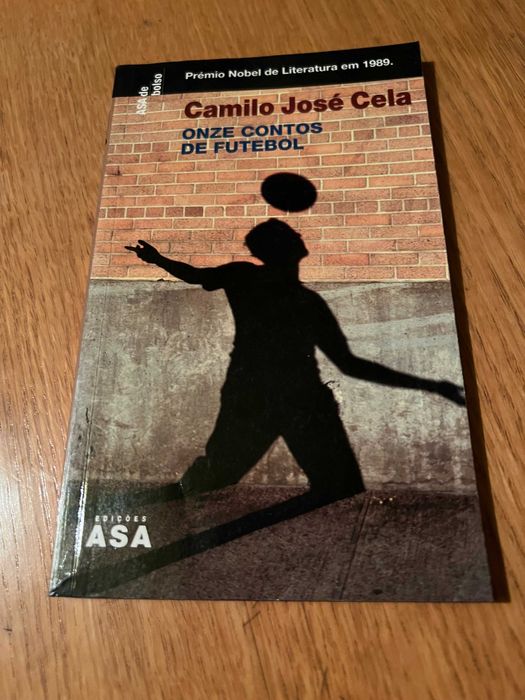 Prémio Nobel de Literatura em 1989.
ASA de
bolso
Camilo José Cela
ONZE CONTOS
DE FUTEBOL
EDIÇÕES
ASA